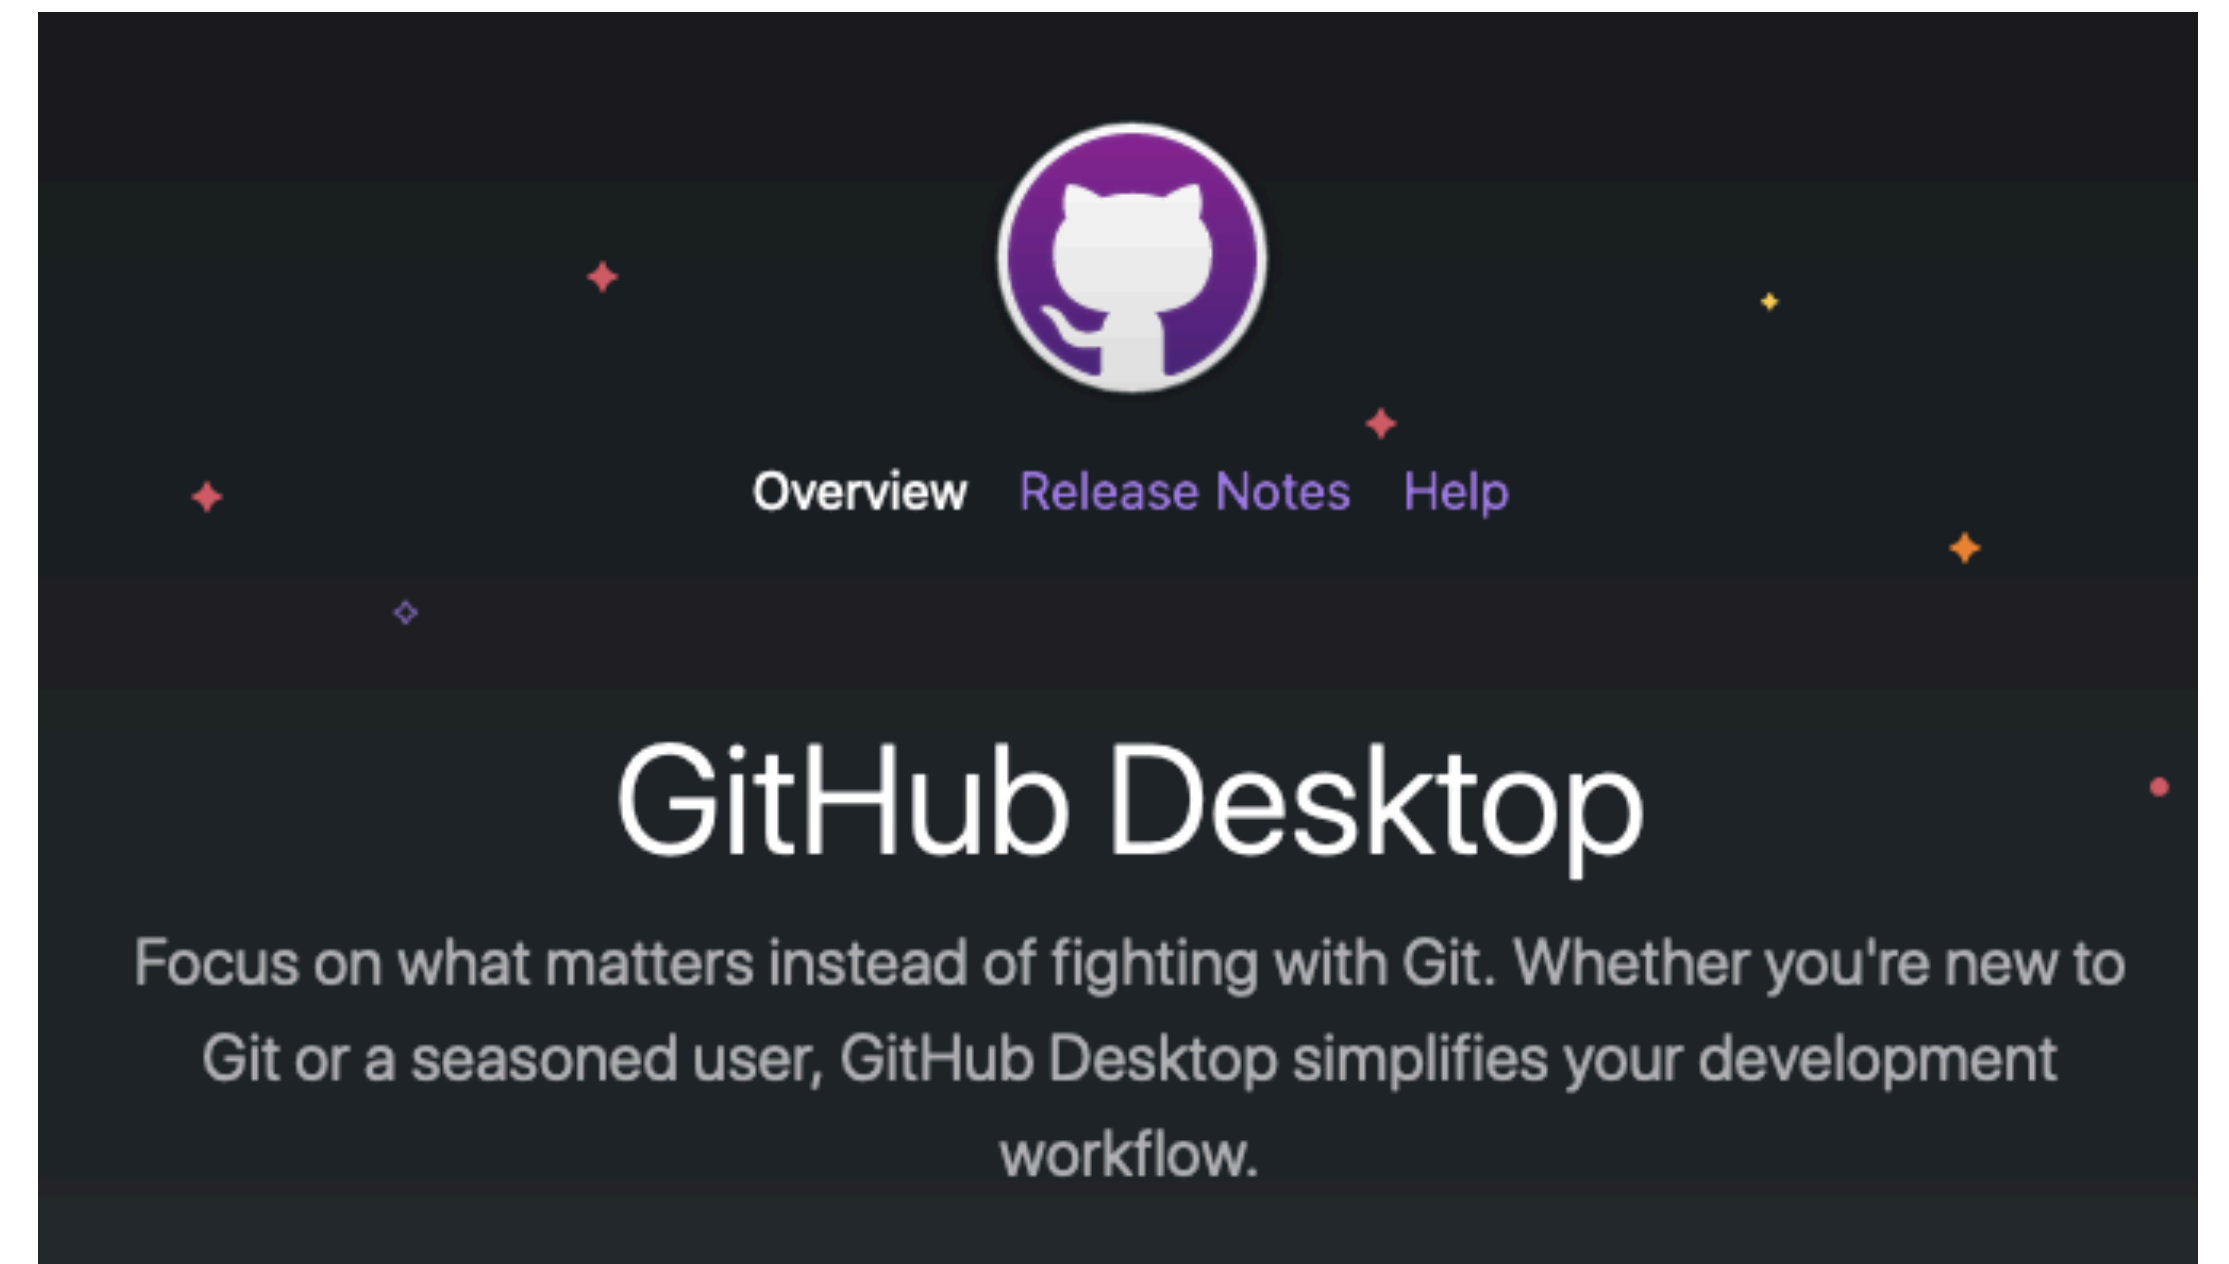 Overview Release Notes Help
GitHub Desktop
Focus on what matters instead of fighting with Git. Whether you're new to
Git or a seasoned user, GitHub Desktop simplifies your development
workflow.